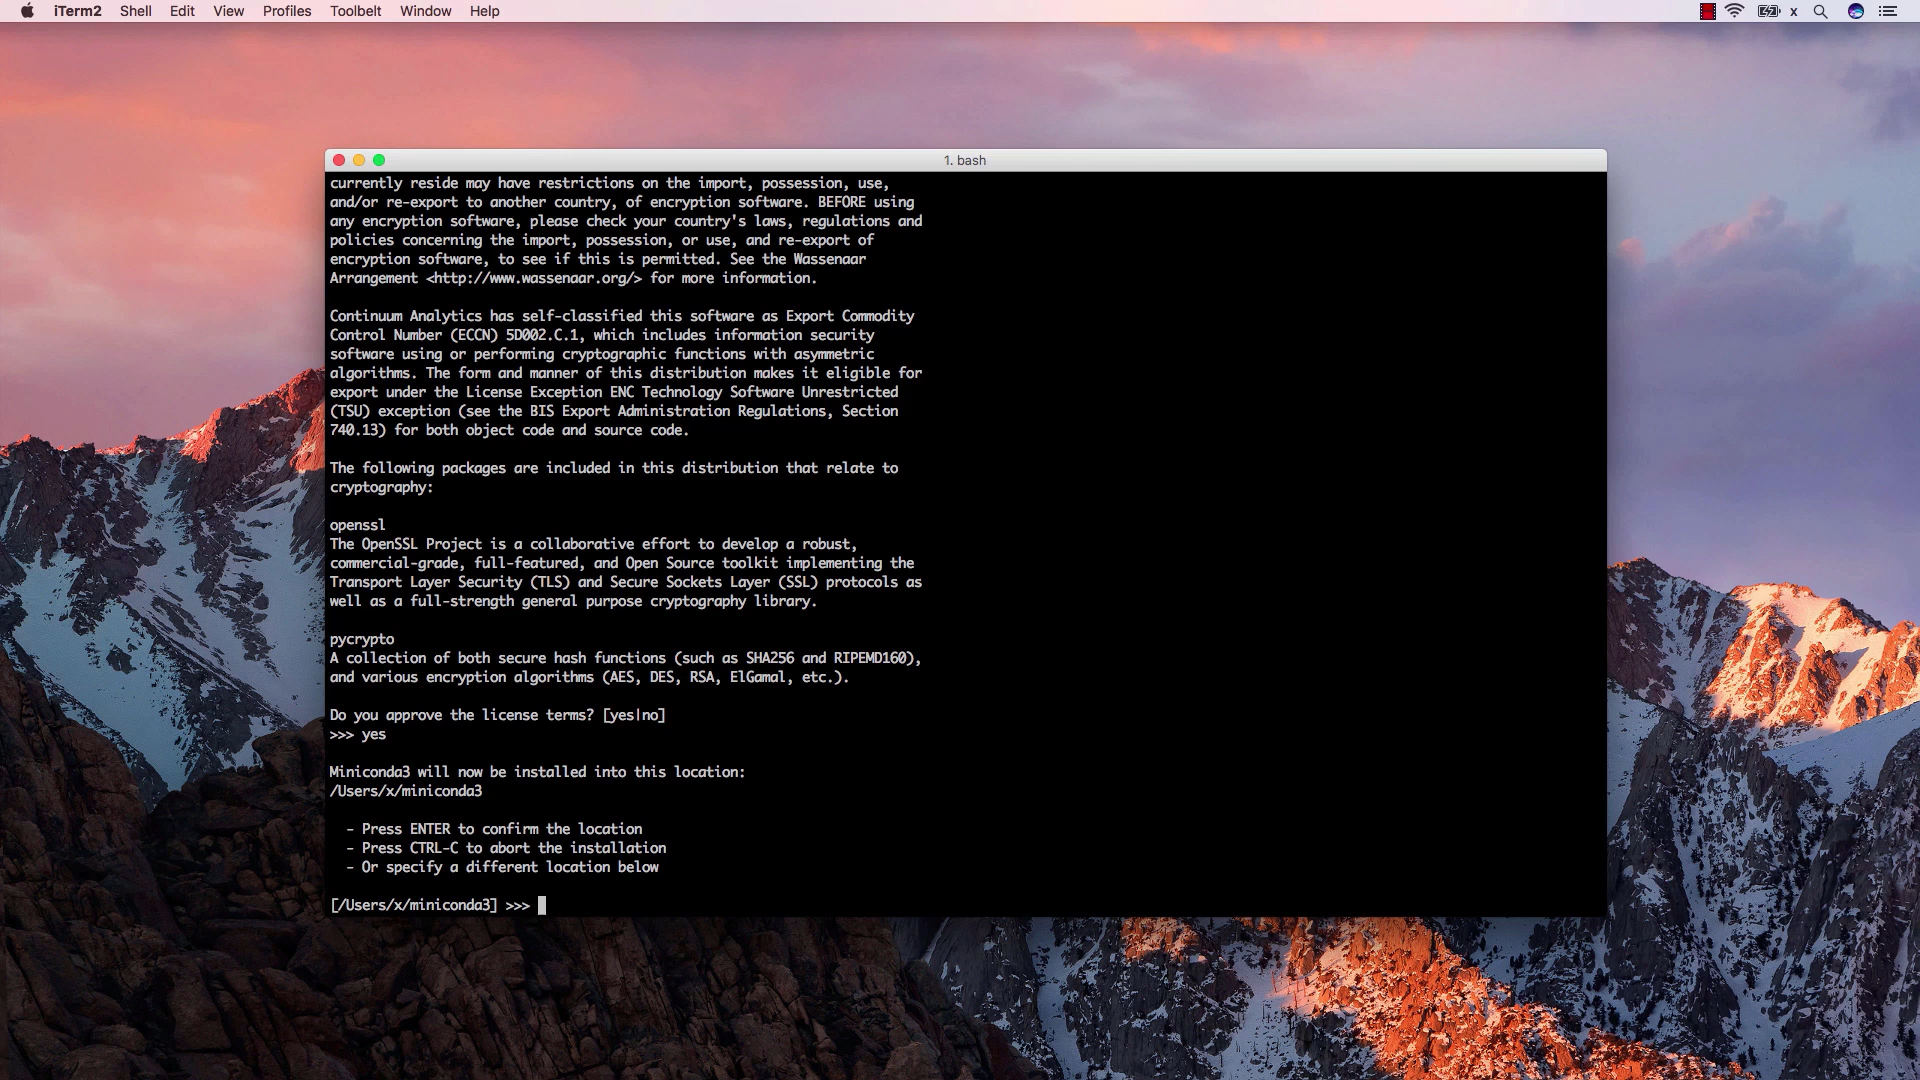 iTerm2 Shell Edit View Profiles Toolbelt Window Help x
1. bash
currently reside may have restrictions on the import, possession, use,
and/or re-export to another country, of encryption software. BEFORE using
any encryption software, please check your country's laws, regulations and
policies concerning the import, possession, or use, and re-export of
encryption software, to see if this is permitted. See the Wassenaar
Arrangement <http://www.wassenaar.org/> for more information.
Continuum Analytics has self-classified this software as Export Commodity
Control Number (ECCN) 5D002.C.1, which includes information security
software using or performing cryptographic functions with asymmetric
algorithms. The form and manner of this distribution makes it eligible for
export under the License Exception ENC Technology Software Unrestricted
(TSU) exception (see the BIS Export Administration Regulations, Section
740.13) for both object code and source code.
The following packages are included in this distribution that relate to
cryptography:
openssl
The OpenSSL Project is a collaborative effort to develop a robust,
commercial-grade, full-featured, and Open Source toolkit implementing the
Transport Layer Security (TLS) and Secure Sockets Layer (SSL) protocols as
well as a full-strength general purpose cryptography library.
pycrypto
A collection of both secure hash functions (such as SHA256 and RIPEMD160),
and various encryption algorithms (AES, DES, RSA, ElGamal, etc.).
Do you approve the license terms? [yes|no]
>>> yes
Miniconda3 will now be installed into this location:
/Users/x/miniconda3
- Press ENTER to confirm the location
- Press CTRL-C to abort the installation
- Or specify a different location below
[/Users/x/miniconda3] >>>